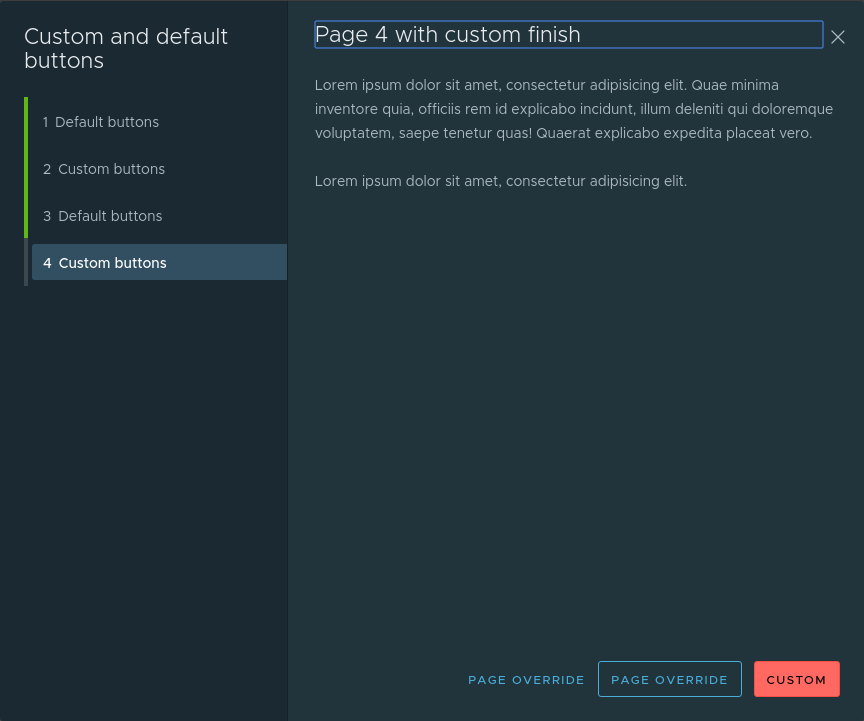 Custom and default
buttons
1 Default buttons
2 Custom buttons
3 Default buttons
4 Custom buttons
Page 4 with custom finish
Lorem ipsum dolor sit amet, consectetur adipisicing elit. Quae minima
inventore quia, officiis rem id explicabo incidunt, illum deleniti qui doloremque
voluptatem, saepe tenetur quas! Quaerat explicabo expedita placeat vero.
Lorem ipsum dolor sit amet, consectetur adipisicing elit.
PAGE OVERRIDE PAGE OVERRIDE CUSTOM